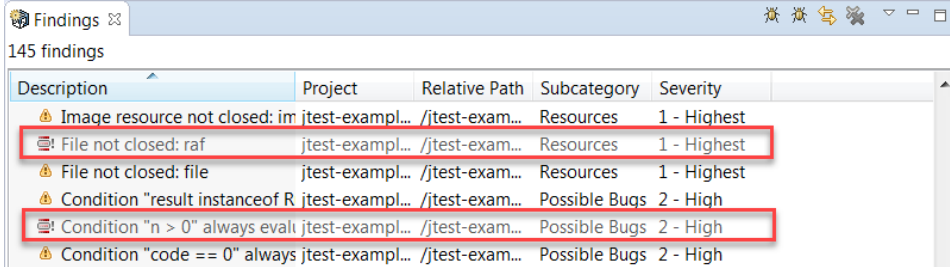 Findings
145 findings
Description Project Relative Path Subcategory Severity
Image resource not closed: im jtest-exampl... /jtest-exam... Resources 1 - Highest
File not closed: raf jtest-exampl... /jtest-exam... Resources 1 - Highest
File not closed: file jtest-exampl... /jtest-exam... Resources 1 - Highest
Condition "result instanceof R jtest-exampl... /jtest-exam... Possible Bugs 2 - High
Condition "n > 0" always evalu jtest-exampl... /jtest-exam... Possible Bugs 2 - High
Condition "code == 0" always jtest-exampl... /jtest-exam... Possible Bugs 2 - High